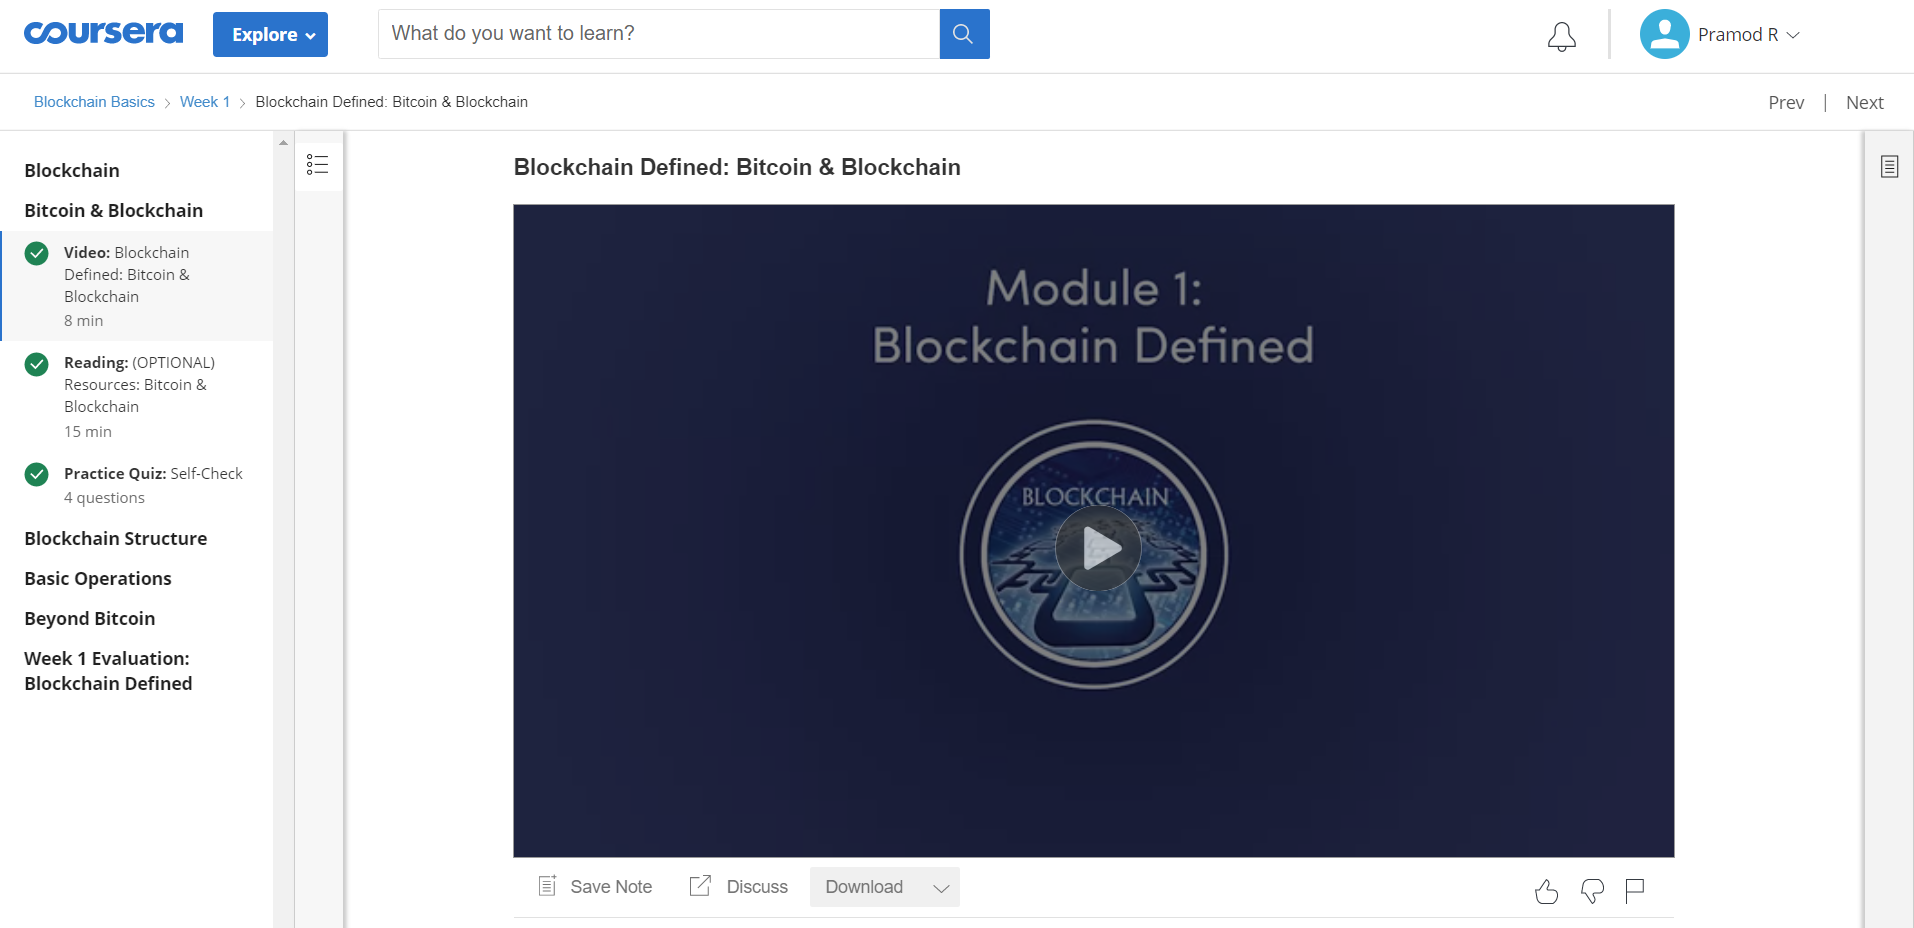 coursera
Explore
What do you want to learn?
Pramod R
Blockchain Basics
Week 1
Blockchain Defined: Bitcoin & Blockchain
Prev
Next
Blockchain
Bitcoin & Blockchain
Video: Blockchain
Defined: Bitcoin &
Blockchain
8 min
Reading: (OPTIONAL)
Resources: Bitcoin &
Blockchain
15 min
Practice Quiz: Self-Check
4 questions
Blockchain Structure
Basic Operations
Beyond Bitcoin
Week 1 Evaluation:
Blockchain Defined
Blockchain Defined: Bitcoin & Blockchain
Module 1:
Blockchain Defined
BLOCKCHAIN
Save Note
Discuss
Download